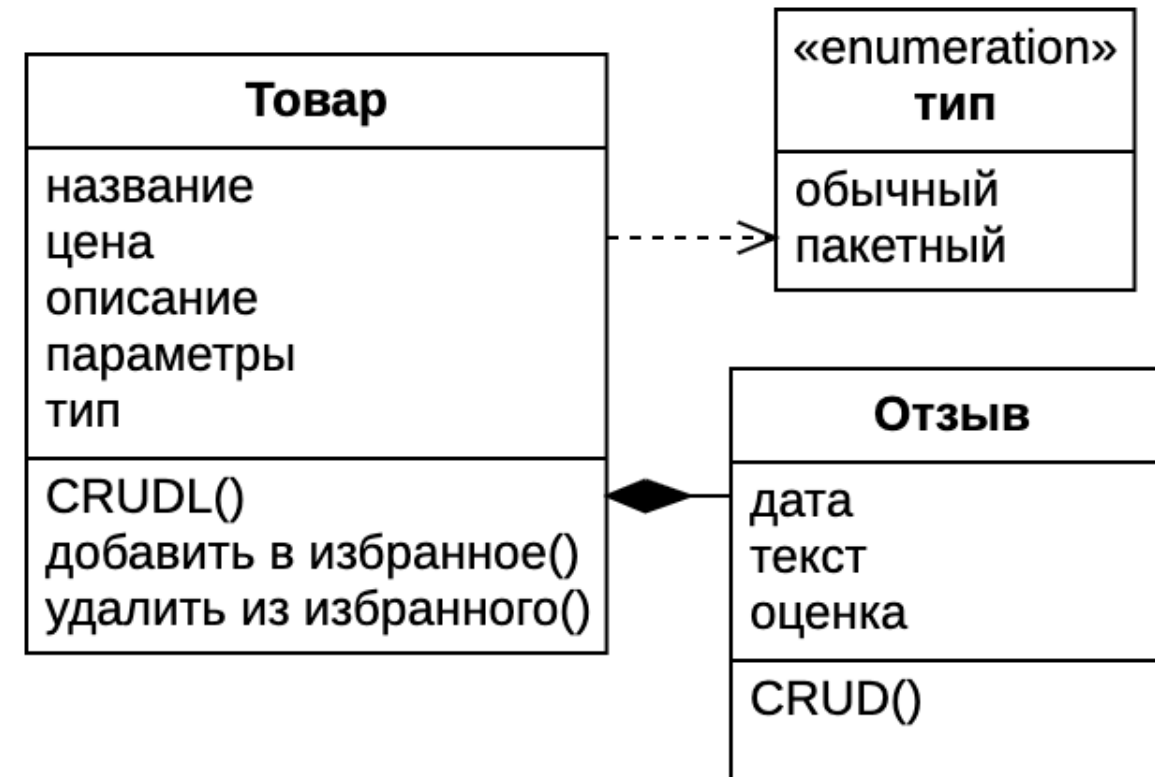 Товар
название
цена
описание
параметры
тип
CRUDL()
добавить в избранное()
удалить из избранного()
«enumeration»
тип
обычный
пакетный
Отзыв
дата
текст
оценка
CRUD()